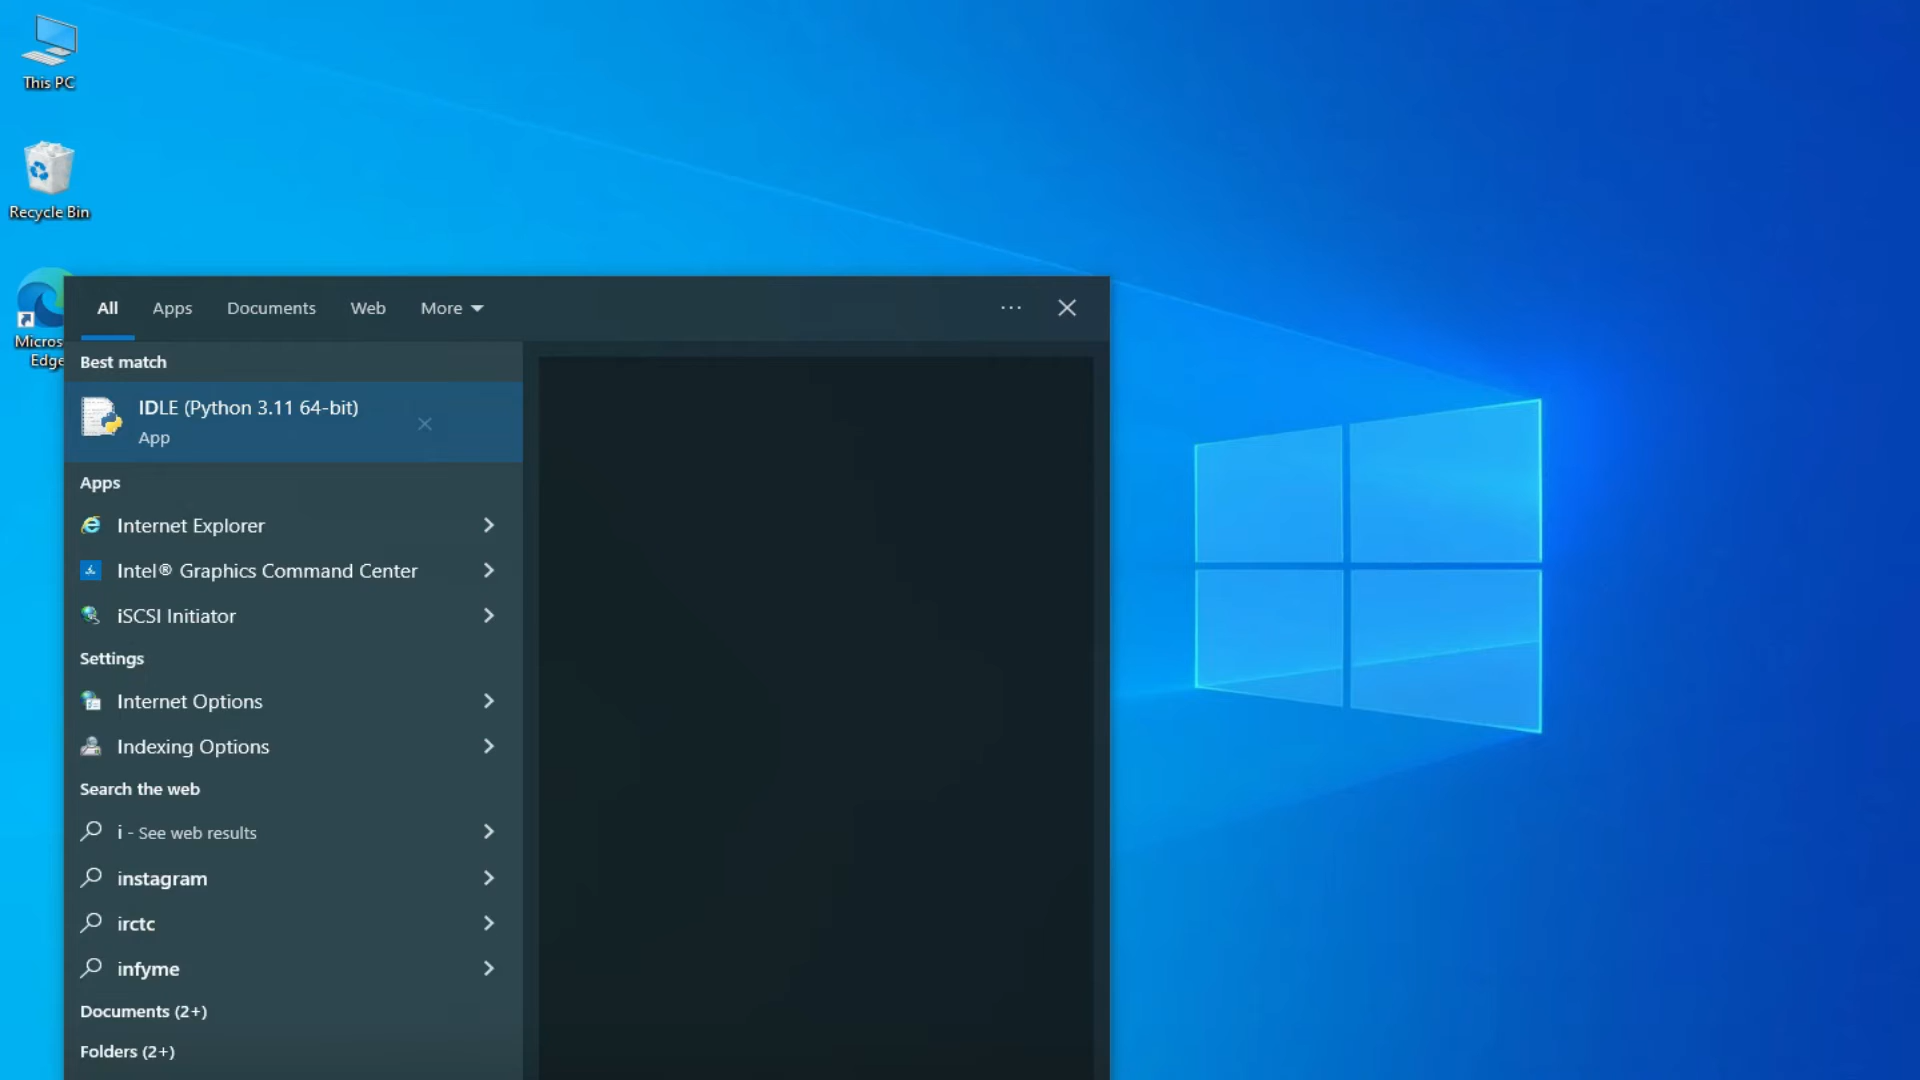 This PC
Recycle Bin
Micros
Edge
All Apps Documents Web More
Best match
IDLE (Python 3.11 64-bit)
App
Apps
Internet Explorer
Intel® Graphics Command Center
iSCSI Initiator
Settings
Internet Options
Indexing Options
Search the web
i - See web results
instagram
irctc
infyme
Documents (2+)
Folders (2+)